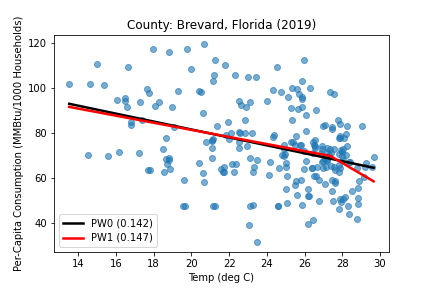 County: Brevard, Florida (2019)
Per-Capita Consumption (MMBtu/1000 Households)
120
100
80
60
40
PW0 (0.142)
PW1 (0.147)
14 16 18 20 22 24 26 28 30
Temp (deg C)